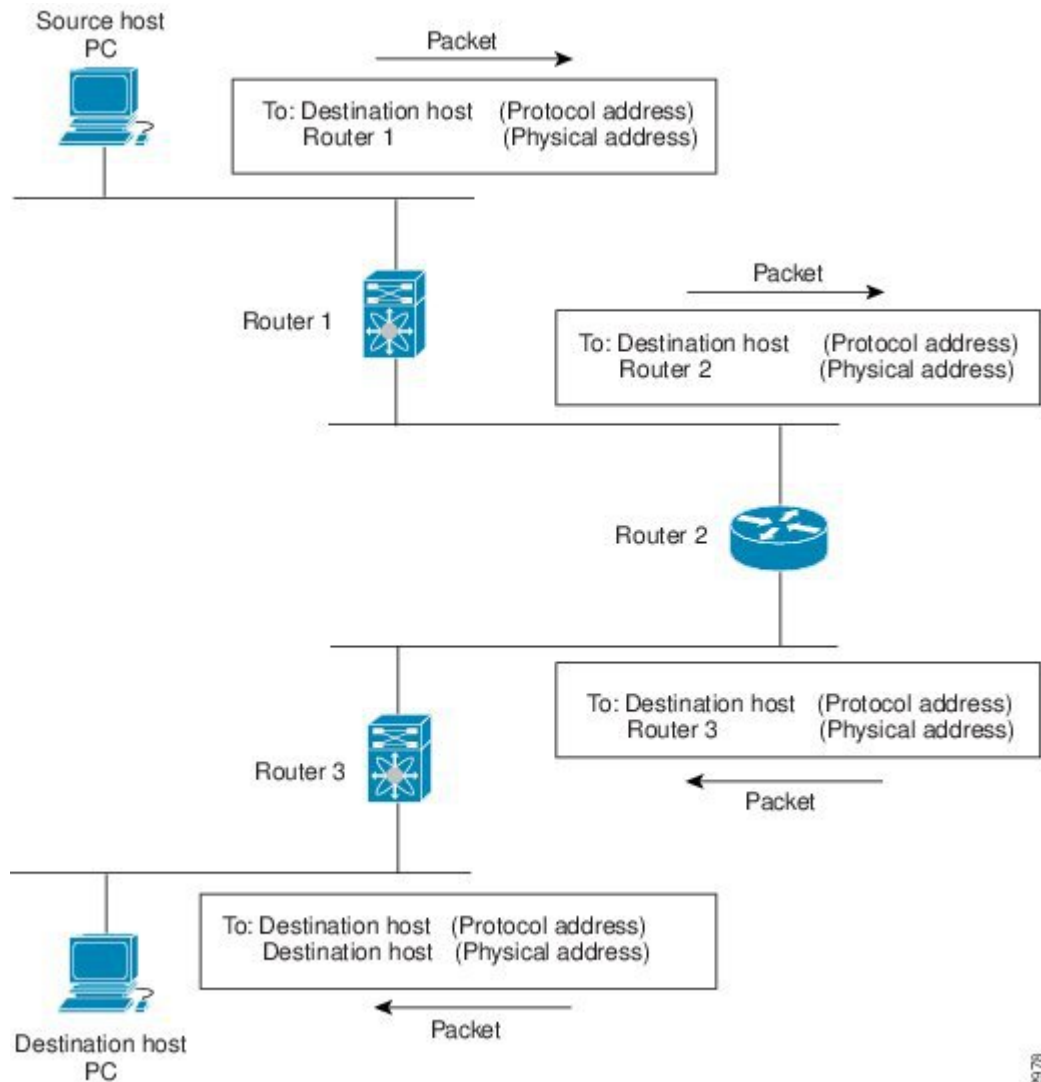 Source host
PC
Packet
To: Destination host (Protocol address)
Router 1 (Physical address)
Router 1
Packet
To: Destination host (Protocol address)
Router 2 (Physical address)
Router 2
To: Destination host (Protocol address)
Router 3 (Physical address)
Router 3
Packet
To: Destination host (Protocol address)
Destination host (Physical address)
Packet
Destination host
PC